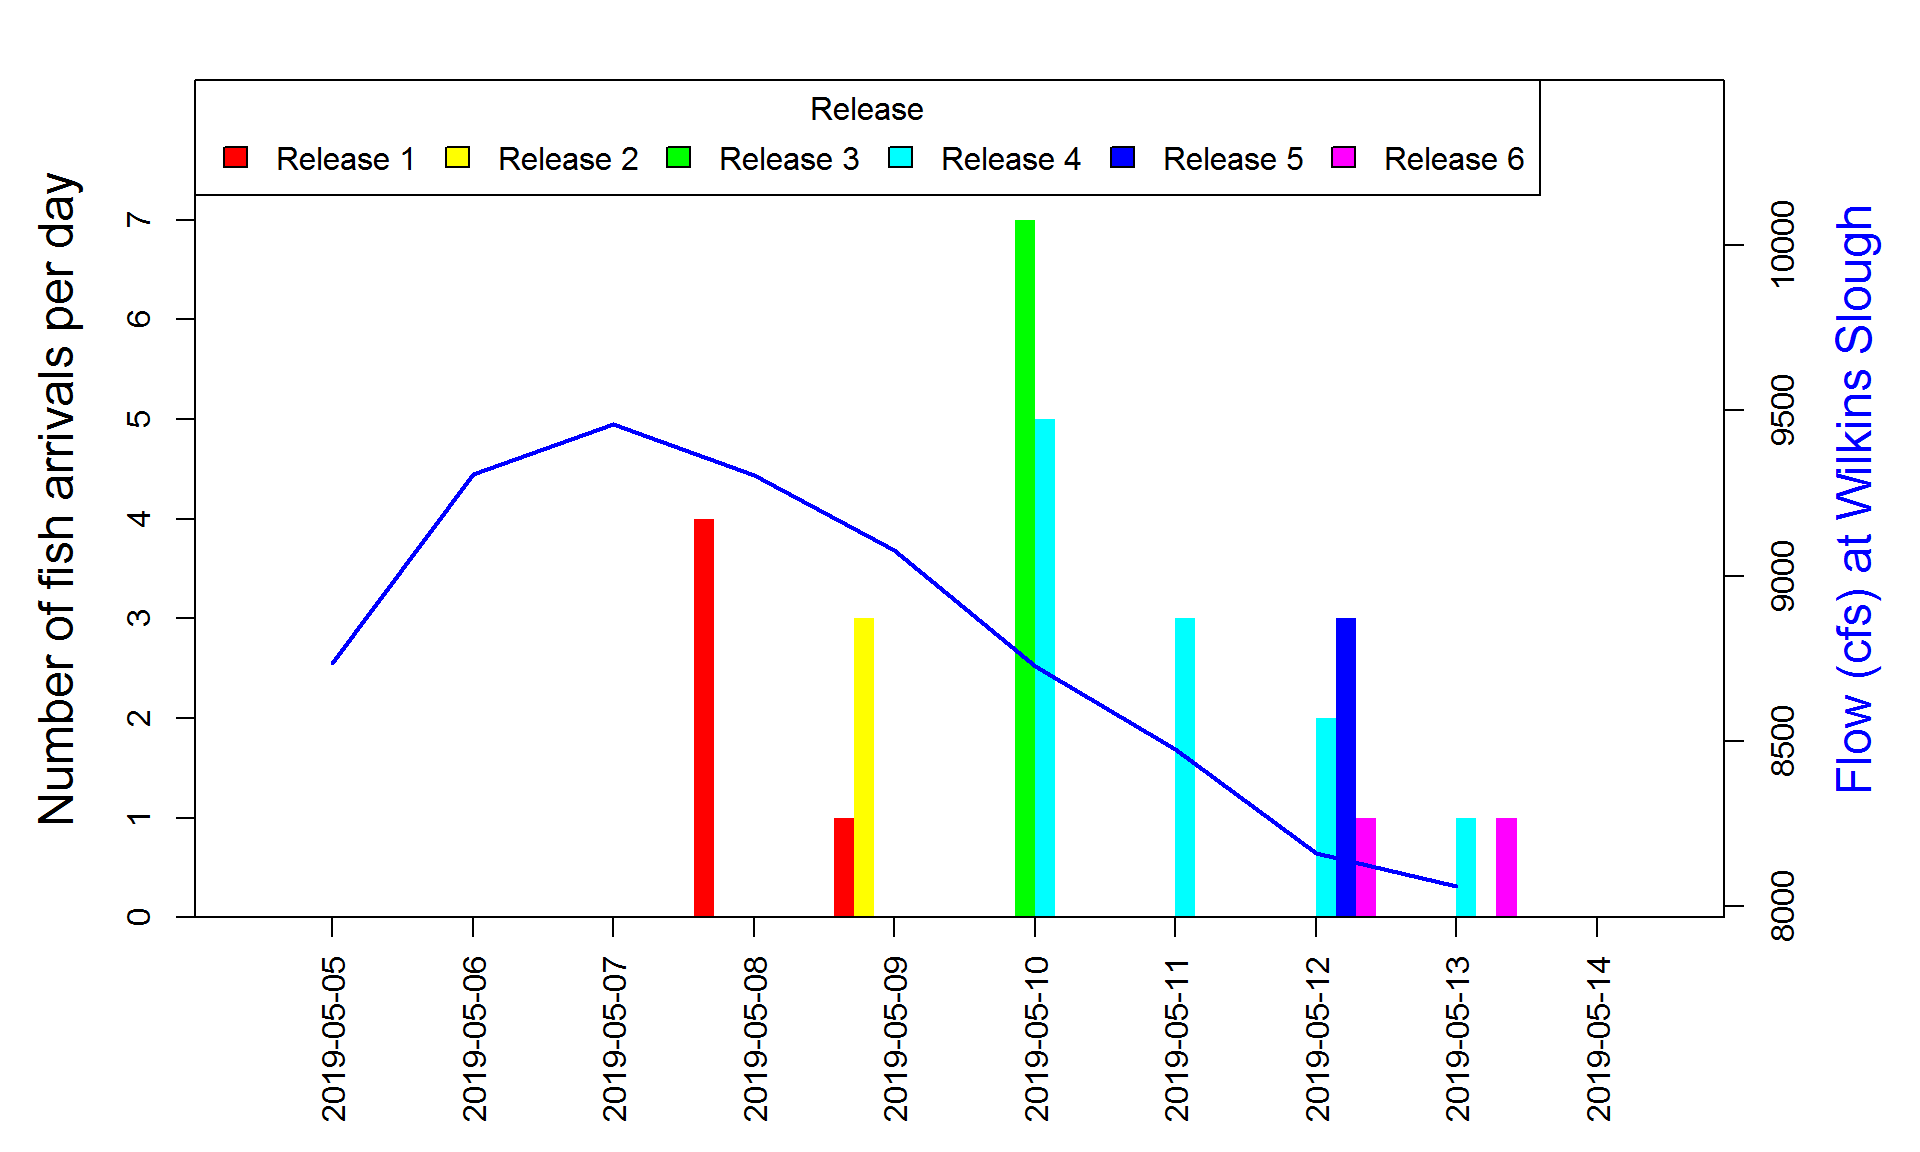 Release
Release 1
Release 2
Release 3
Release 4
Release 5
Release 6
Number of fish arrivals per day
7
6
5
4
3
2
1
0
10000
9500
9000
8500
8000
Flow (cfs) at Wilkins Slough
2019-05-05
2019-05-06
2019-05-07
2019-05-08
2019-05-09
2019-05-10
2019-05-11
2019-05-12
2019-05-13
2019-05-14